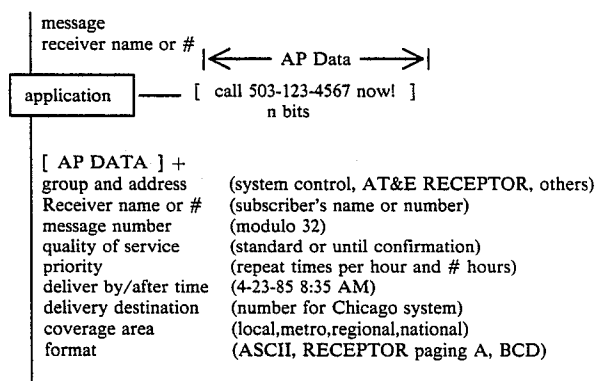 message
receiver name or #
AP Data
application
[ call 503-123-4567 now! ]
n bits
[ AP DATA ] +
group and address (system control, AT&E RECEPTOR, others)
Receiver name or # (subscriber's name or number)
message number (modulo 32)
quality of service (standard or until confirmation)
priority (repeat times per hour and # hours)
deliver by/after time (4-23-85 8:35 AM)
delivery destination (number for Chicago system)
coverage area (local,metro,regional,national)
format (ASCII, RECEPTOR paging A, BCD)